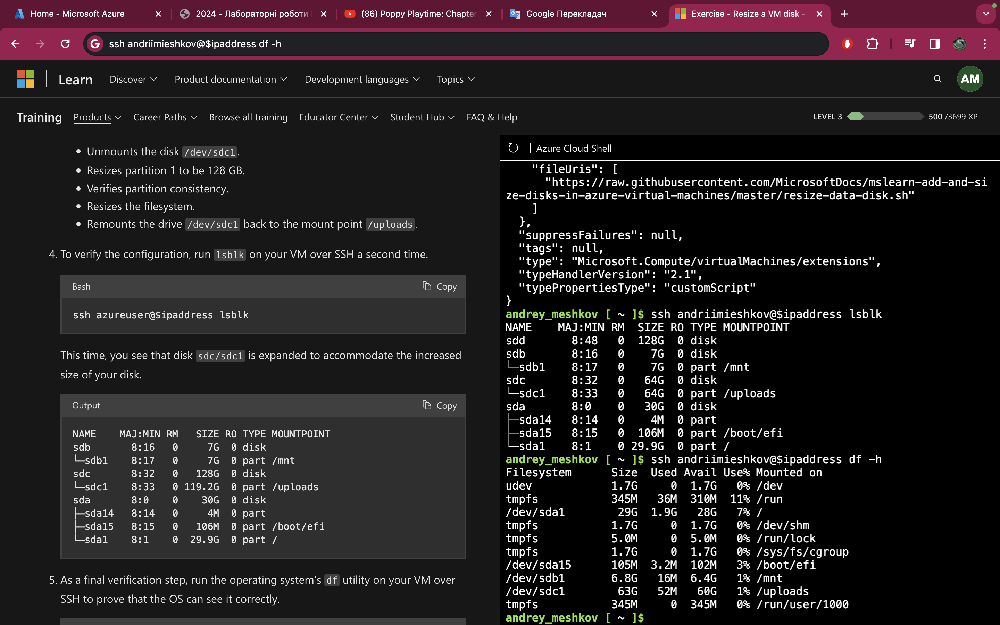 Home - Microsoft Azure
2024 - Лабораторні роботи
(86) Poppy Playtime: Chapter
Google Перекладач
Exercise - Resize a VM disk -
ssh andriimieshkov@$ipaddress df -h
Learn
Discover
Product documentation
Development languages
Topics
AM
Training
Products
Career Paths
Browse all training
Educator Center
Student Hub
FAQ & Help
LEVEL 3
500 /3699 XP
• Unmounts the disk /dev/sdc1.
• Resizes partition 1 to be 128 GB.
• Verifies partition consistency.
• Resizes the filesystem.
• Remounts the drive /dev/sdc1 back to the mount point /uploads.
4. To verify the configuration, run lsblk on your VM over SSH a second time.
Bash
Copy
ssh azureuser@$ipaddress lsblk
This time, you see that disk sdc/sdc1 is expanded to accommodate the increased
size of your disk.
Output
Copy
NAME    MAJ:MIN RM   SIZE RO TYPE MOUNTPOINT
sdb       8:16   0     7G  0 disk
└─sdb1    8:17   0     7G  0 part /mnt
sdc       8:32   0   128G  0 disk
└─sdc1    8:33   0 119.2G  0 part /uploads
sda       8:0    0    30G  0 disk
├─sda14   8:14   0     4M  0 part
├─sda15   8:15   0   106M  0 part /boot/efi
└─sda1    8:1    0  29.9G  0 part /
5. As a final verification step, run the operating system's df utility on your VM over
SSH to prove that the OS can see it correctly.
Azure Cloud Shell
    "fileUris": [
      "https://raw.githubusercontent.com/MicrosoftDocs/mslearn-add-and-si
ze-disks-in-azure-virtual-machines/master/resize-data-disk.sh"
    ]
  },
  "suppressFailures": null,
  "tags": null,
  "type": "Microsoft.Compute/virtualMachines/extensions",
  "typeHandlerVersion": "2.1",
  "typePropertiesType": "customScript"
}
andrey_meshkov [ ~ ]$ ssh andriimieshkov@$ipaddress lsblk
NAME    MAJ:MIN RM  SIZE RO TYPE MOUNTPOINT
sdd       8:48   0  128G  0 disk
sdb       8:16   0    7G  0 disk
└─sdb1    8:17   0    7G  0 part /mnt
sdc       8:32   0   64G  0 disk
└─sdc1    8:33   0   64G  0 part /uploads
sda       8:0    0   30G  0 disk
├─sda14   8:14   0    4M  0 part
├─sda15   8:15   0  106M  0 part /boot/efi
└─sda1    8:1    0 29.9G  0 part /
andrey_meshkov [ ~ ]$ ssh andriimieshkov@$ipaddress df -h
Filesystem      Size  Used Avail Use% Mounted on
udev            1.7G     0  1.7G   0% /dev
tmpfs           345M   36M  310M  11% /run
/dev/sda1        29G  1.9G   28G   7% /
tmpfs           1.7G     0  1.7G   0% /dev/shm
tmpfs           5.0M     0  5.0M   0% /run/lock
tmpfs           1.7G     0  1.7G   0% /sys/fs/cgroup
/dev/sda15      105M  3.2M  102M   3% /boot/efi
/dev/sdb1       6.8G   16M  6.4G   1% /mnt
/dev/sdc1        63G   52M   60G   1% /uploads
tmpfs           345M     0  345M   0% /run/user/1000
andrey_meshkov [ ~ ]$